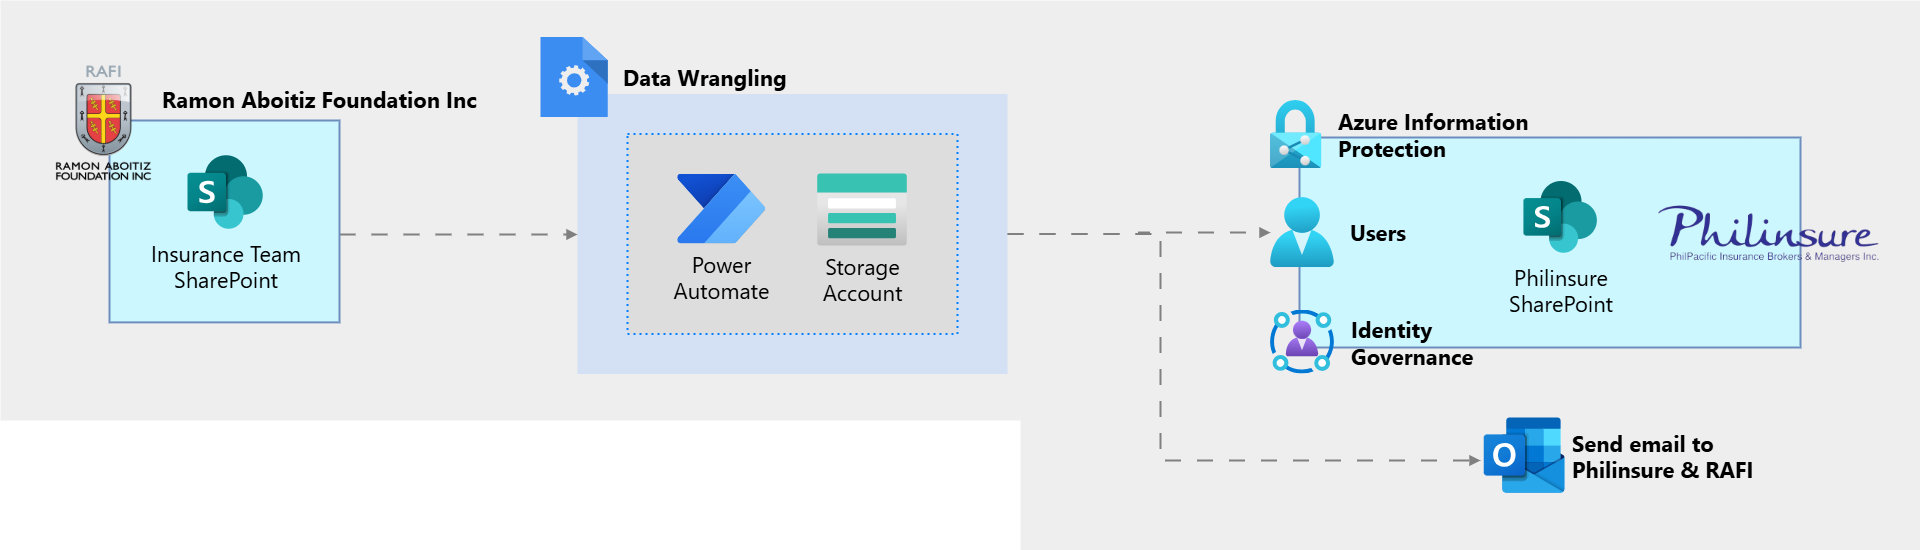 RAFI
RAMON ABOITIZ
FOUNDATION INC
Ramon Aboitiz Foundation Inc
S
Insurance Team
SharePoint
Data Wrangling
Power
Automate
Storage
Account
Azure Information
Protection
Users
Identity
Governance
S
Philinsure
SharePoint
Philinsure
PhilPacific Insurance Brokers & Managers Inc.
O
Send email to
Philinsure & RAFI